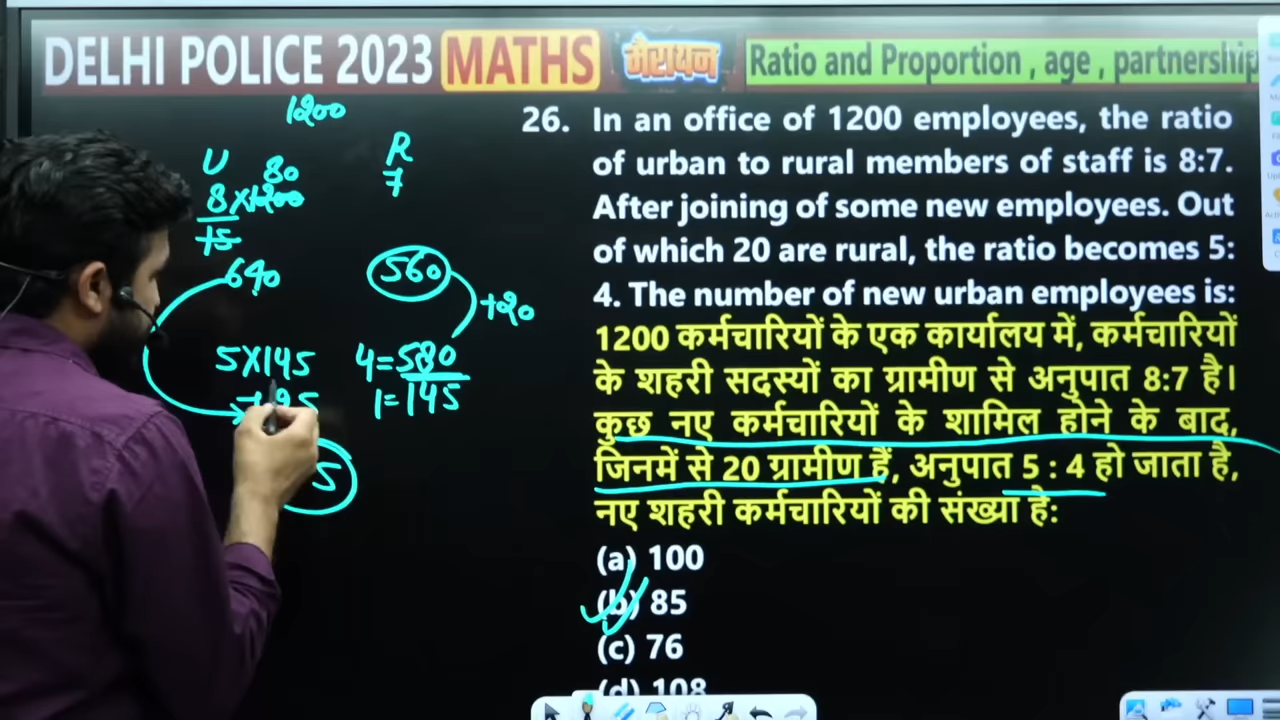 DELHI POLICE 2023 MATHS मैराथन Ratio and Proportion , age , partnership
26. In an office of 1200 employees, the ratio
of urban to rural members of staff is 8:7.
After joining of some new employees. Out
of which 20 are rural, the ratio becomes 5:
4. The number of new urban employees is:
1200 कर्मचारियों के एक कार्यालय में, कर्मचारियों
के शहरी सदस्यों का ग्रामीण से अनुपात 8:7 है।
कुछ नए कर्मचारियों के शामिल होने के बाद,
जिनमें से 20 ग्रामीण हैं, अनुपात 5 : 4 हो जाता है,
नए शहरी कर्मचारियों की संख्या है:
(a) 100
(b) 85
(c) 76
(d) 108
1200
U 80 R
8×1200 7
15
640 560
+20
5×145 4=580
1=145
5